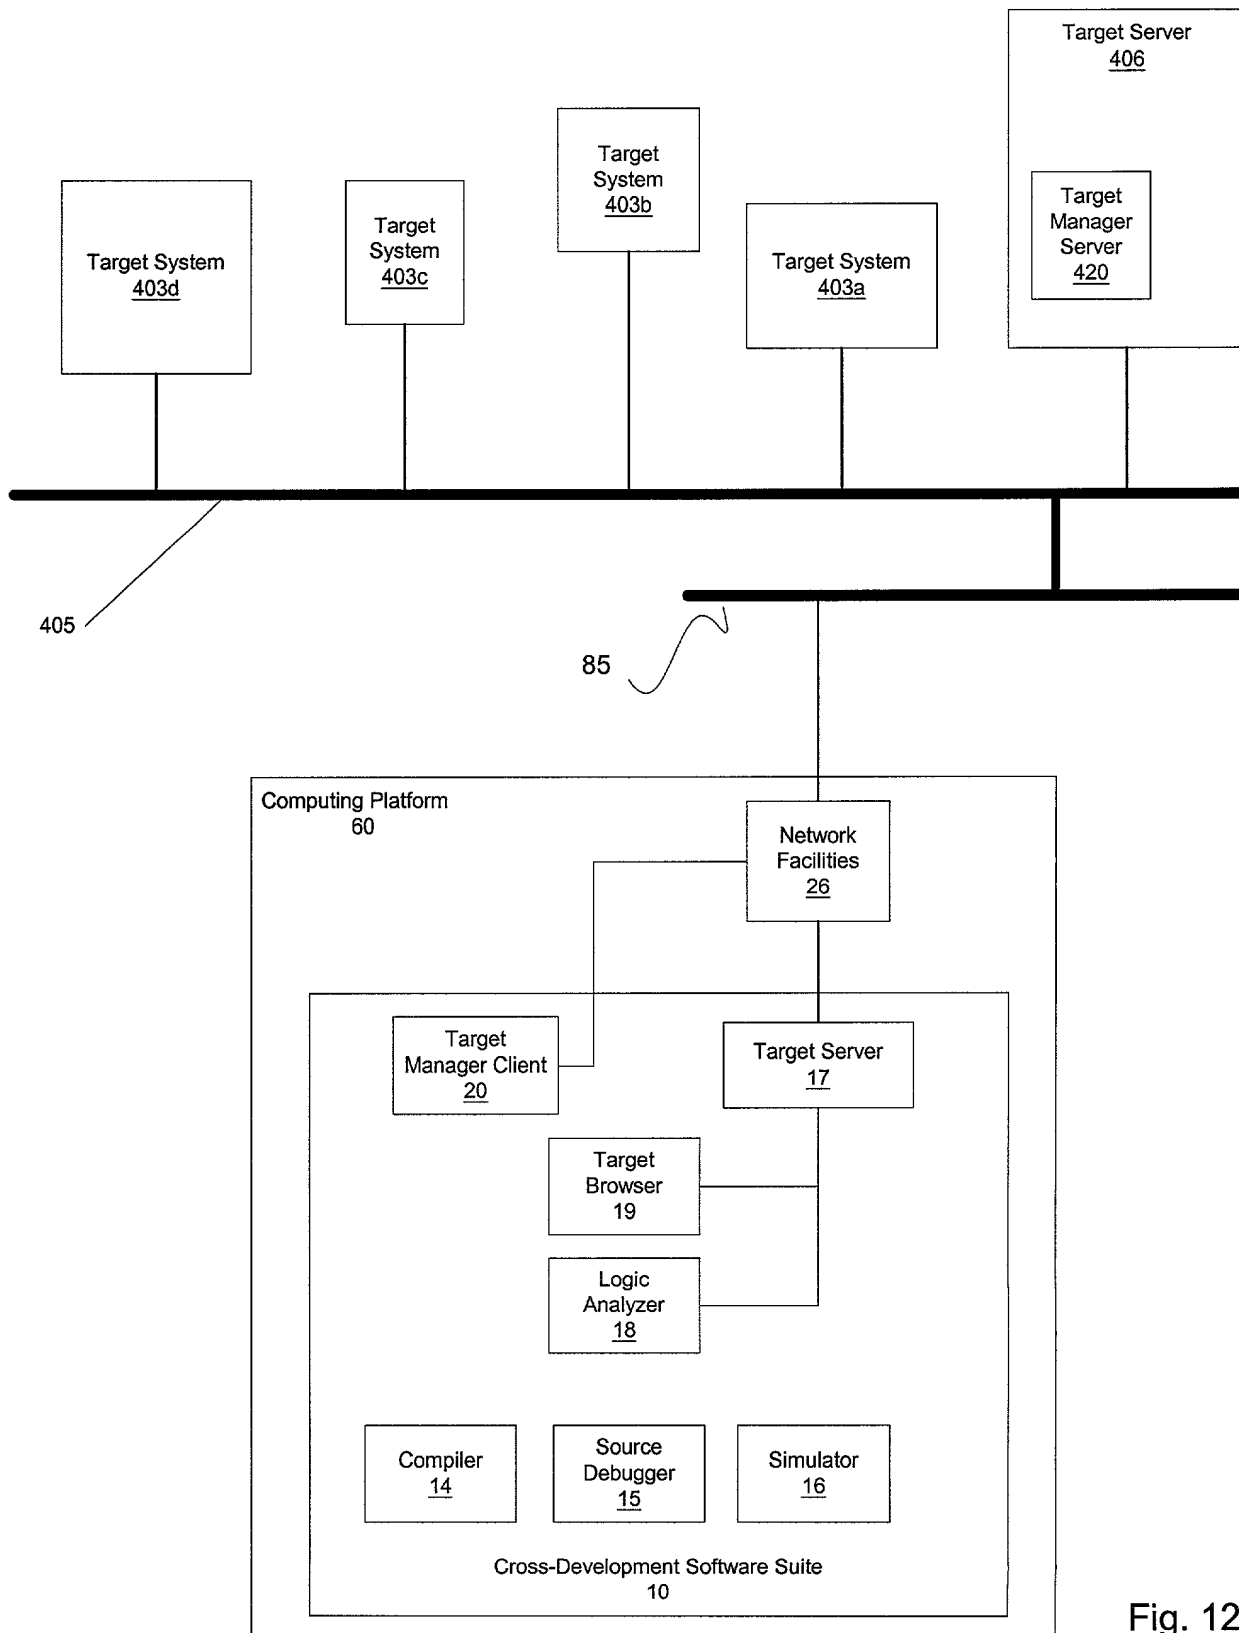 Target Server
406
Target
System
403b
Target
Manager
Server
420
Target
System
403c
Target System
403d
Target System
403a
405
85
Computing Platform
60
Network
Facilities
26
Target
Manager Client
20
Target Server
17
Target
Browser
19
Logic
Analyzer
18
Compiler
14
Source
Debugger
15
Simulator
16
Cross-Development Software Suite
10
Fig. 12